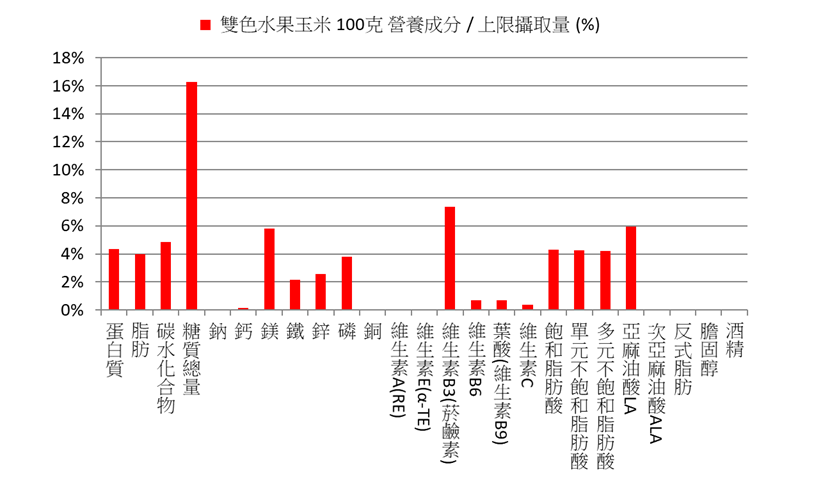 雙色水果玉米 100克 營養成分 / 上限攝取量 (%)
18%
16%
14%
12%
10%
8%
6%
4%
2%
0%
蛋白質
脂肪
碳水化合物
糖質總量
鈉
鈣
鎂
鐵
鋅
磷
銅
維生素A(RE)
維生素E(α-TE)
維生素B3(菸鹼素)
維生素B6
葉酸(維生素B9)
維生素C
飽和脂肪酸
單元不飽和脂肪酸
多元不飽和脂肪酸
亞麻油酸LA
次亞麻油酸ALA
反式脂肪
膽固醇
酒精